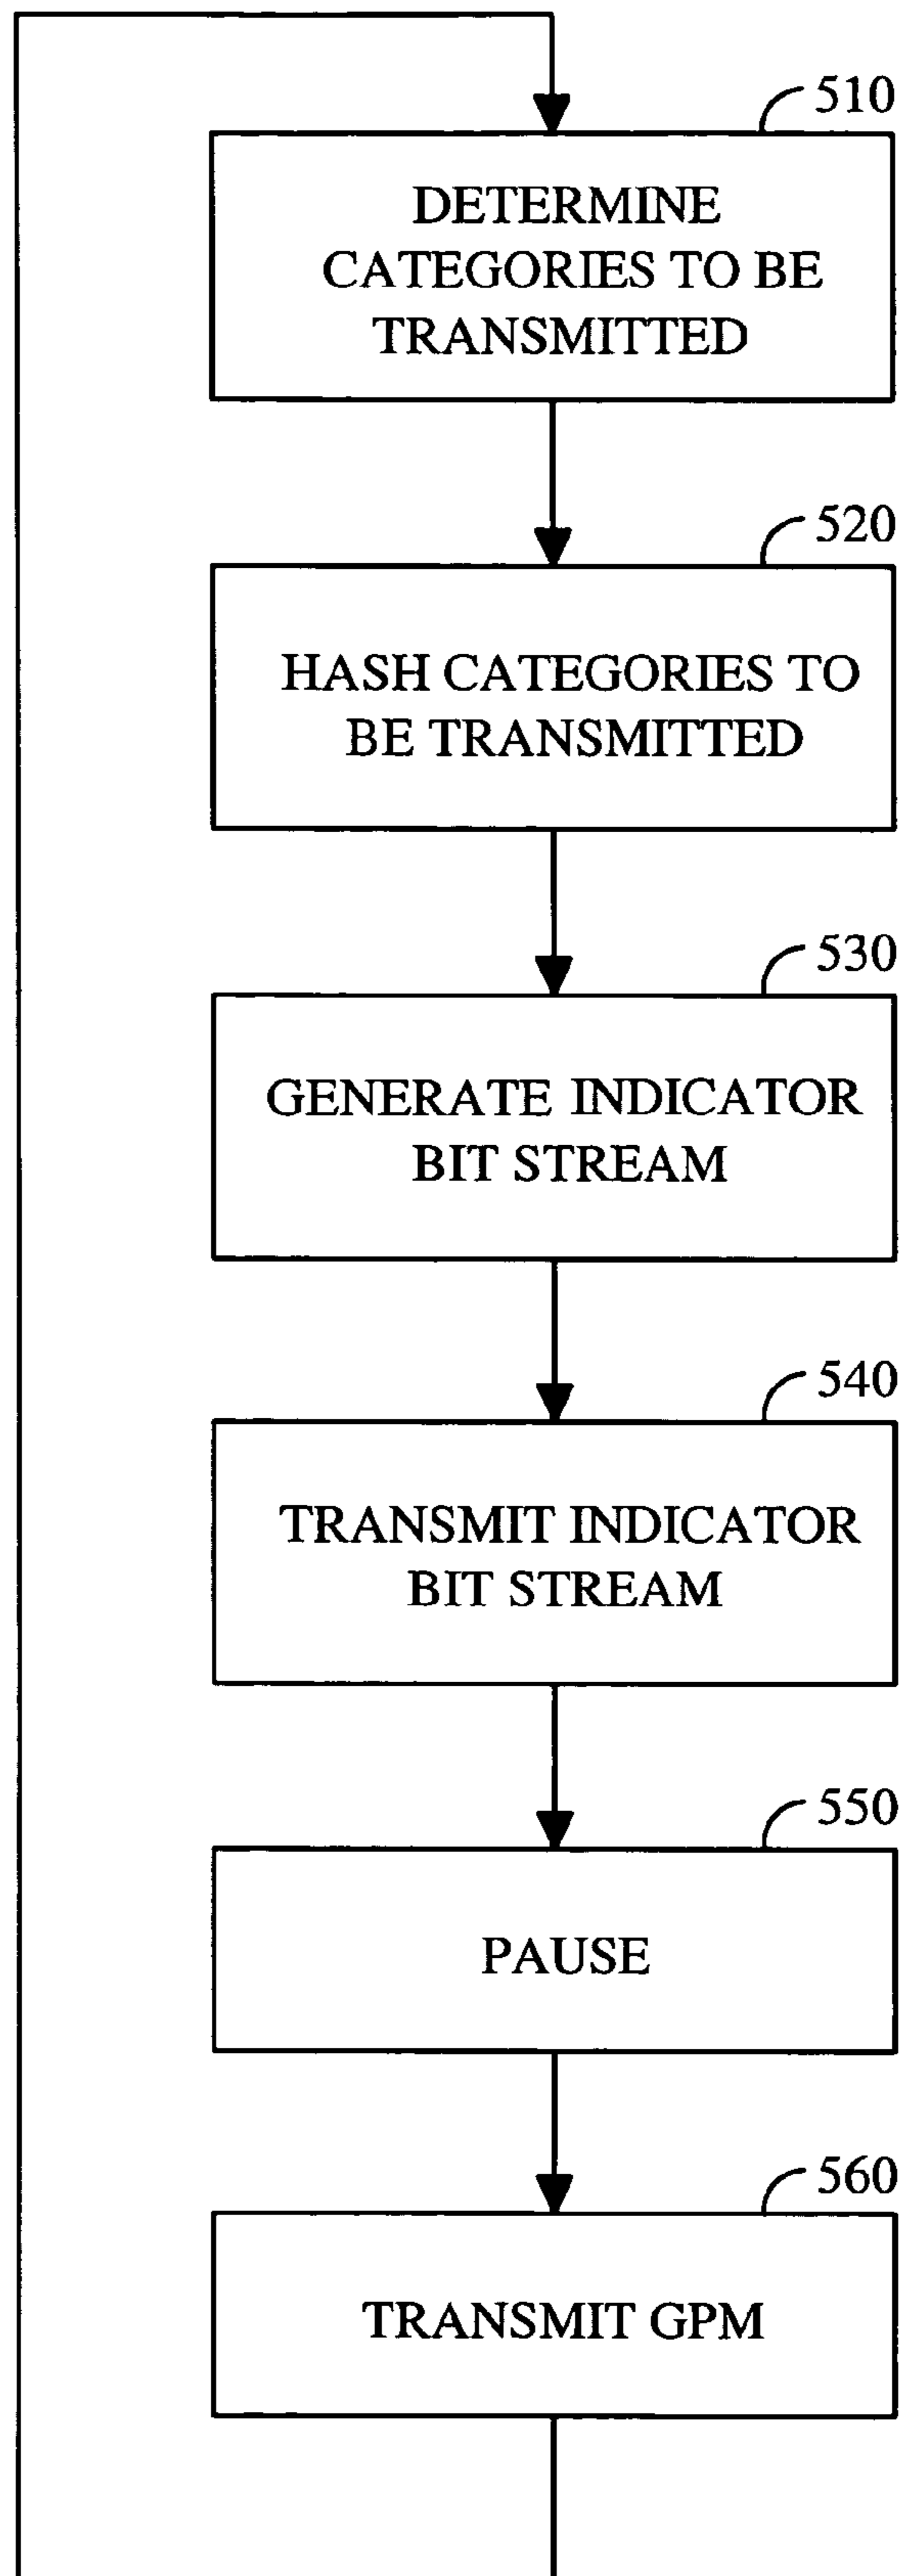 510
DETERMINE
CATEGORIES TO BE
TRANSMITTED
520
HASH CATEGORIES TO
BE TRANSMITTED
530
GENERATE INDICATOR
BIT STREAM
540
TRANSMIT INDICATOR
BIT STREAM
550
PAUSE
560
TRANSMIT GPM